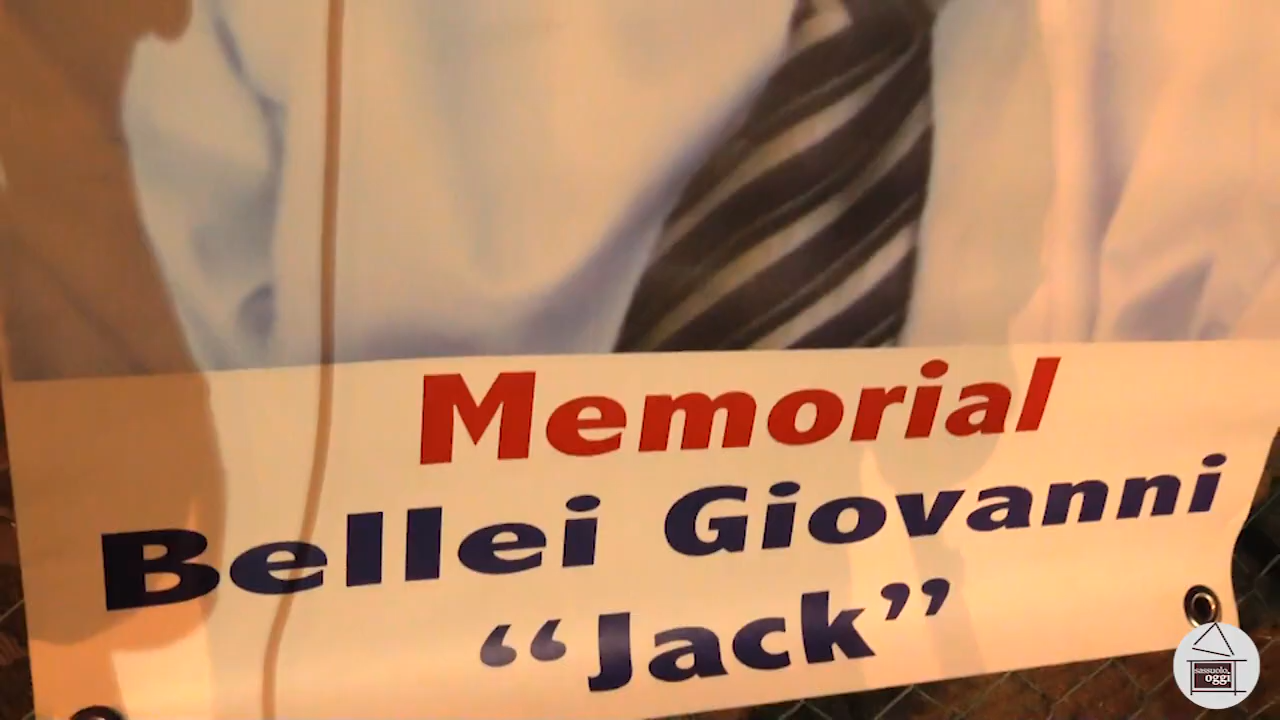 Memorial
Bellei Giovanni
“Jack”
sassuolo
oggi